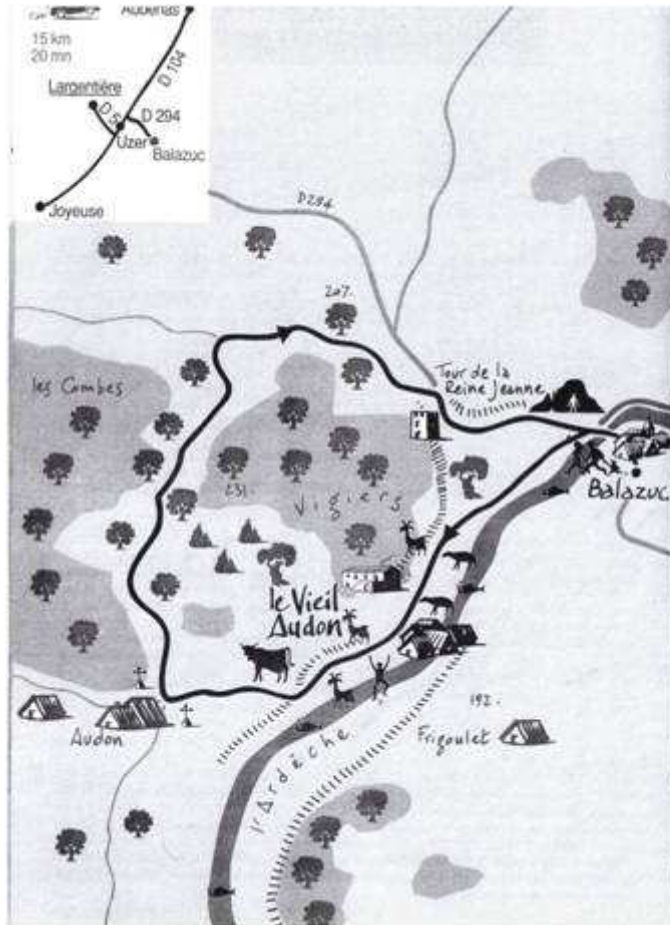 Aubenas
15 km
20 mn
D 104
Largentière
D 5
D 294
Uzer
Balazuc
Joyeuse
D294
207.
Tour de la
Reine Jeanne
les Combes
Balazuc
231.
Vigiers
le Vieil
Audon
192.
Audon
Frigoulet
l'Ardèche